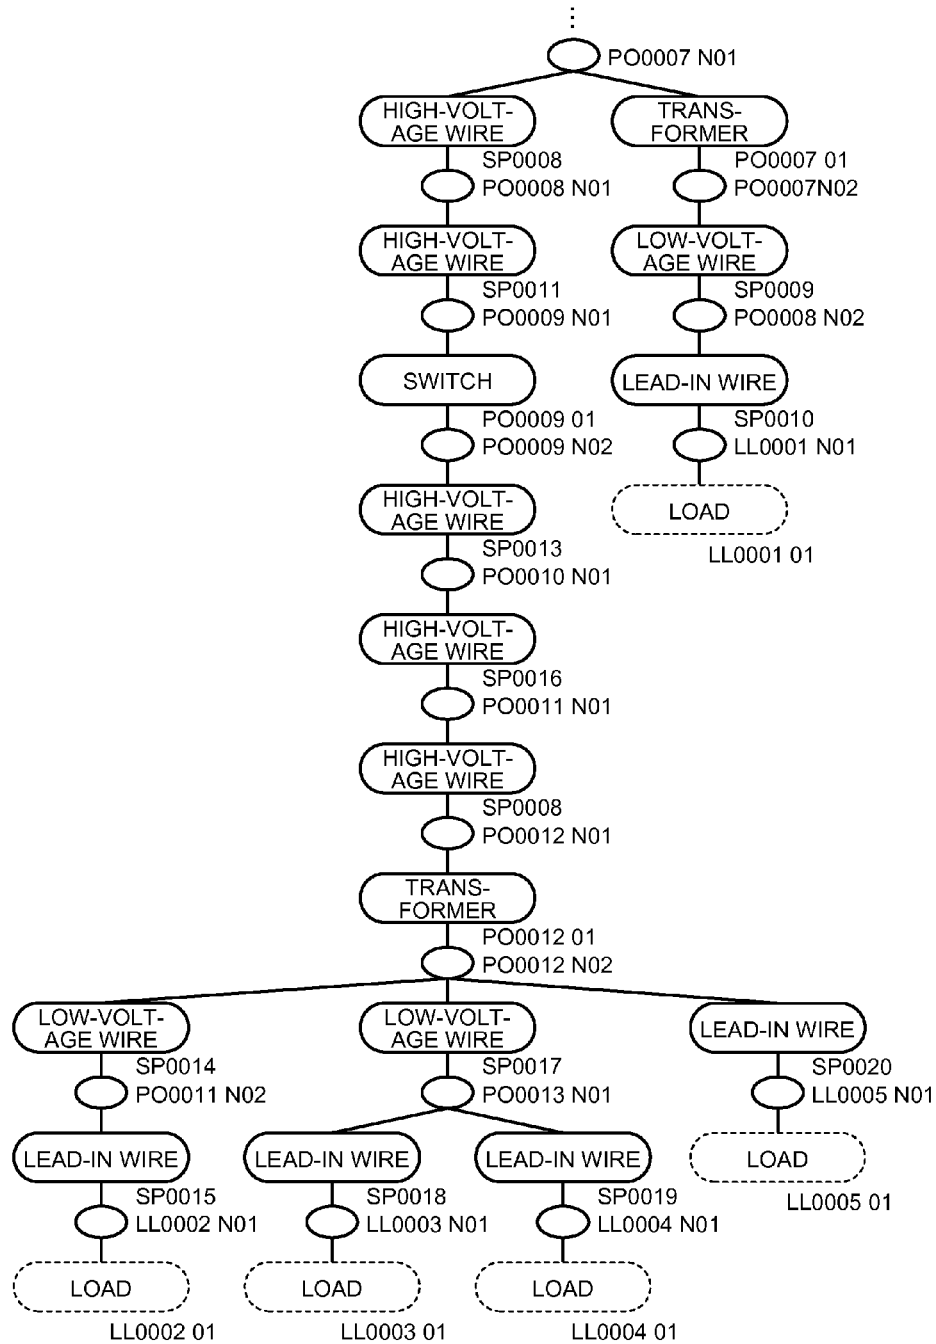 PO0007 N01
HIGH-VOLT-
AGE WIRE
TRANS-
FORMER
SP0008
PO0008 N01
PO0007 01
PO0007N02
HIGH-VOLT-
AGE WIRE
LOW-VOLT-
AGE WIRE
SP0011
PO0009 N01
SP0009
PO0008 N02
SWITCH
LEAD-IN WIRE
PO0009 01
PO0009 N02
SP0010
LL0001 N01
HIGH-VOLT-
AGE WIRE
LOAD
LL0001 01
SP0013
PO0010 N01
HIGH-VOLT-
AGE WIRE
SP0016
PO0011 N01
HIGH-VOLT-
AGE WIRE
SP0008
PO0012 N01
TRANS-
FORMER
PO0012 01
PO0012 N02
LOW-VOLT-
AGE WIRE
LOW-VOLT-
AGE WIRE
LEAD-IN WIRE
SP0014
PO0011 N02
SP0017
PO0013 N01
SP0020
LL0005 N01
LEAD-IN WIRE
LEAD-IN WIRE
LEAD-IN WIRE
LOAD
LL0005 01
SP0015
LL0002 N01
SP0018
LL0003 N01
SP0019
LL0004 N01
LOAD
LOAD
LOAD
LL0002 01
LL0003 01
LL0004 01